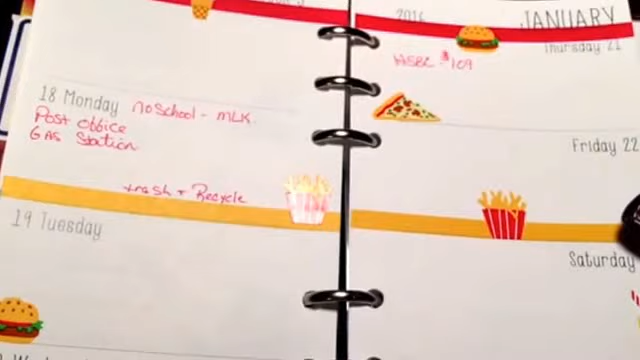 18 Monday no School - MLK.
Post office
GAS Station
trash + Recycle
19 Tuesday
2016 JANUARY
Thursday 21
HSBC $109
Friday 22
Saturday